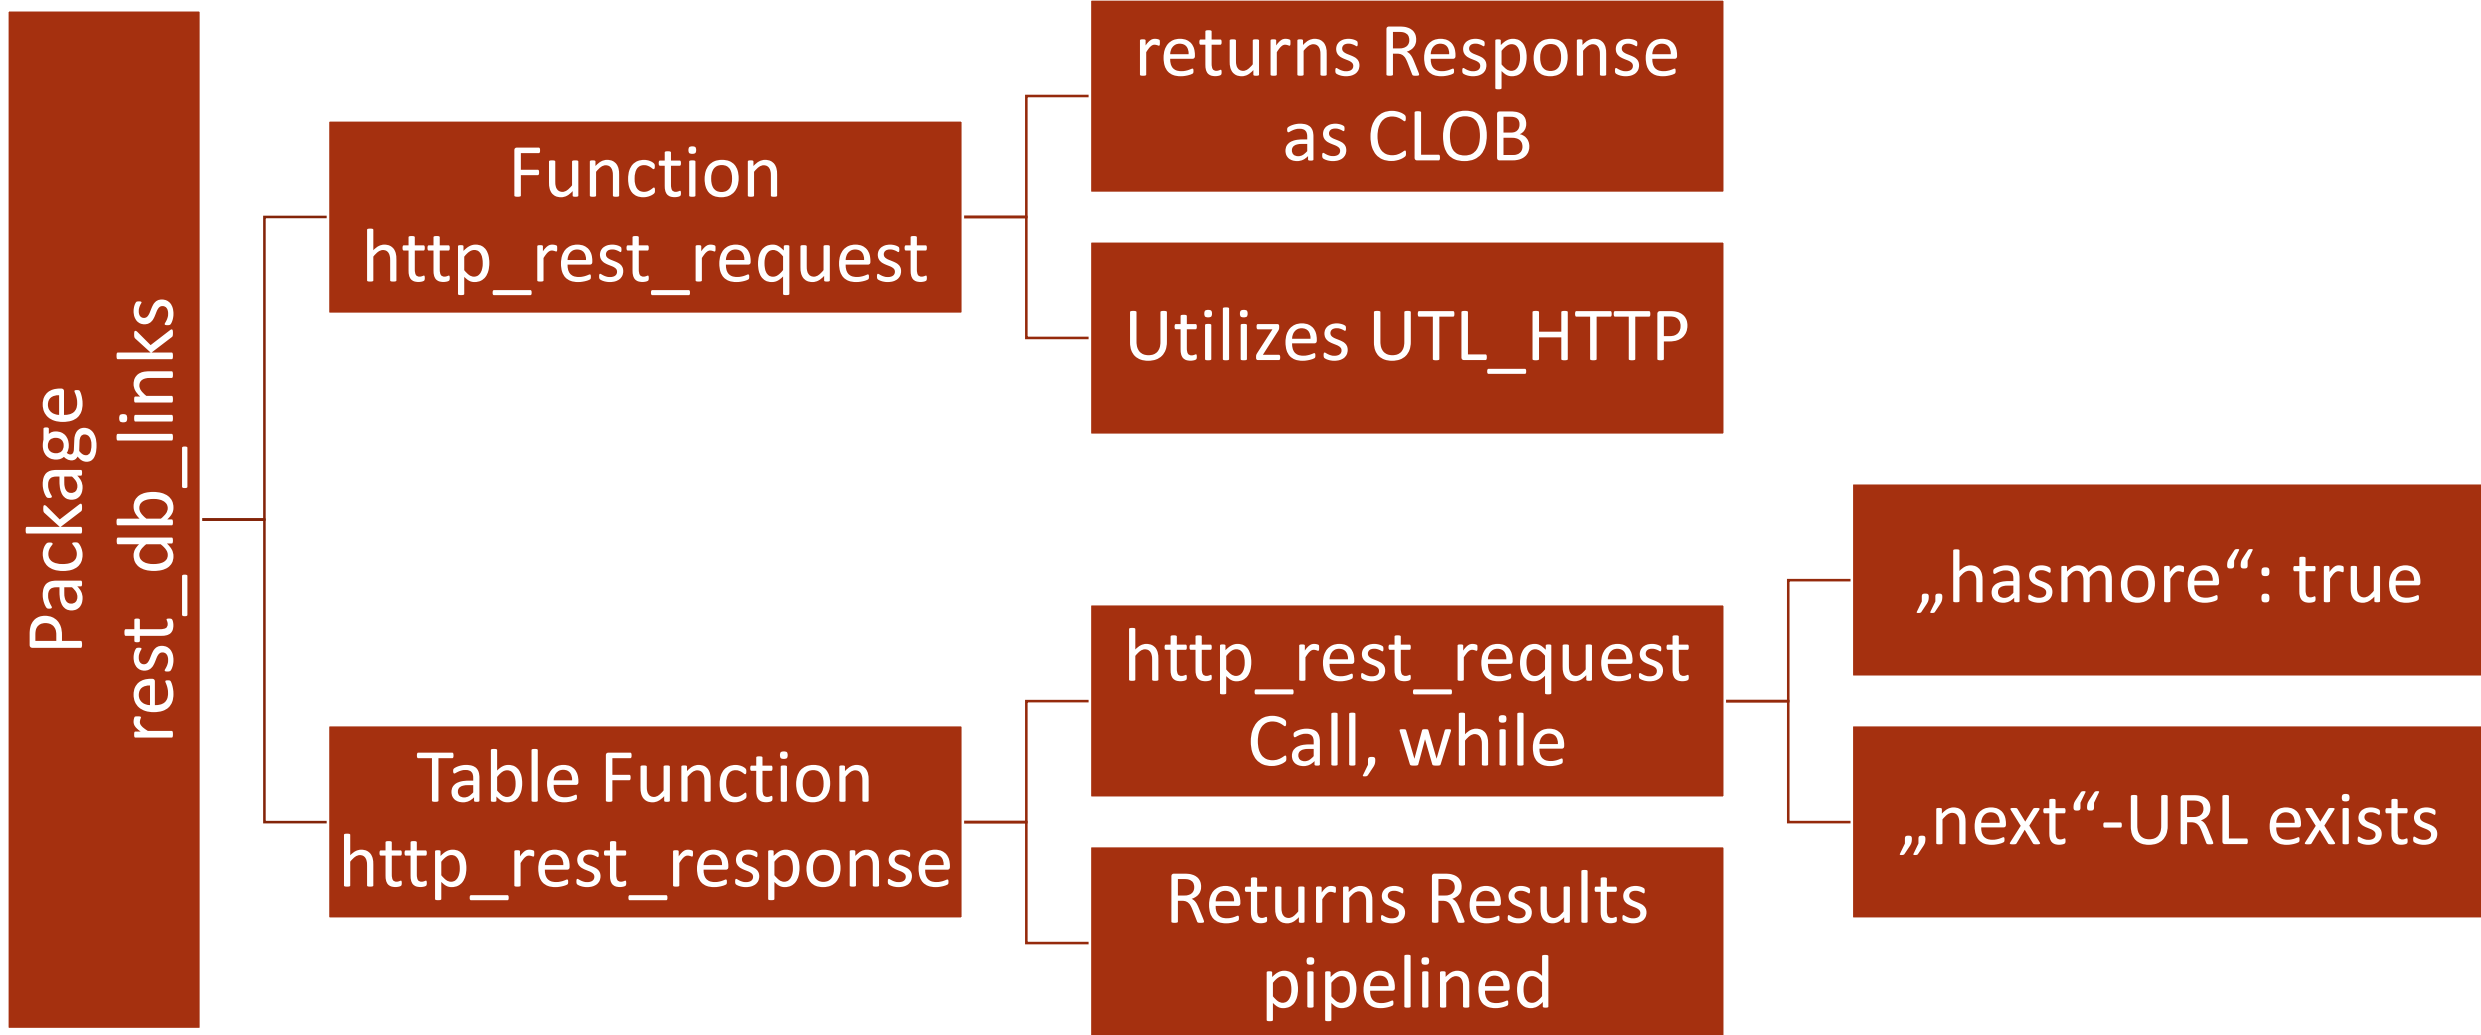 Package
rest_db_links
Function
http_rest_request
returns Response
as CLOB
Utilizes UTL_HTTP
Table Function
http_rest_response
http_rest_request
Call, while
„hasmore“: true
„next“-URL exists
Returns Results
pipelined